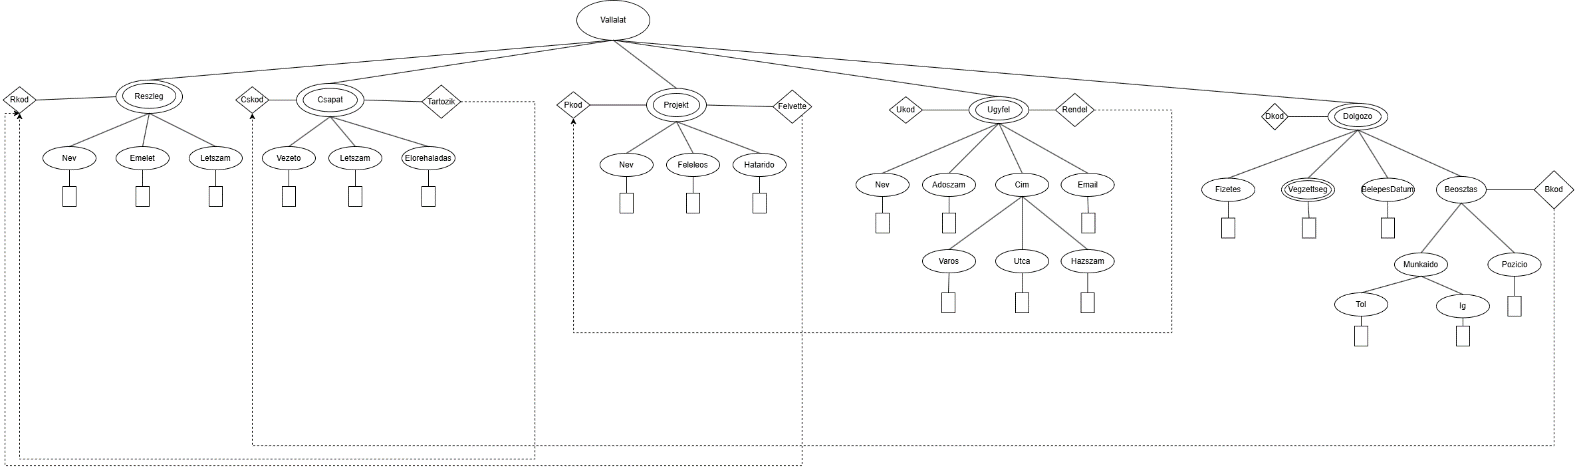 Vallalat
Rkod
Reszleg
Cskod
Csapat
Tartozik
Pkod
Projekt
Felvette
Ukod
Ugyfel
Rendel
Dkod
Dolgozo
Nev
Emelet
Letszam
Vezeto
Letszam
Elorehaladas
Nev
Feleleos
Hatarido
Nev
Adoszam
Cim
Email
Fizetes
Vegzettseg
BelepesDatum
Beosztas
Bkod
Varos
Utca
Hazszam
Munkaido
Pozicio
Tol
Ig